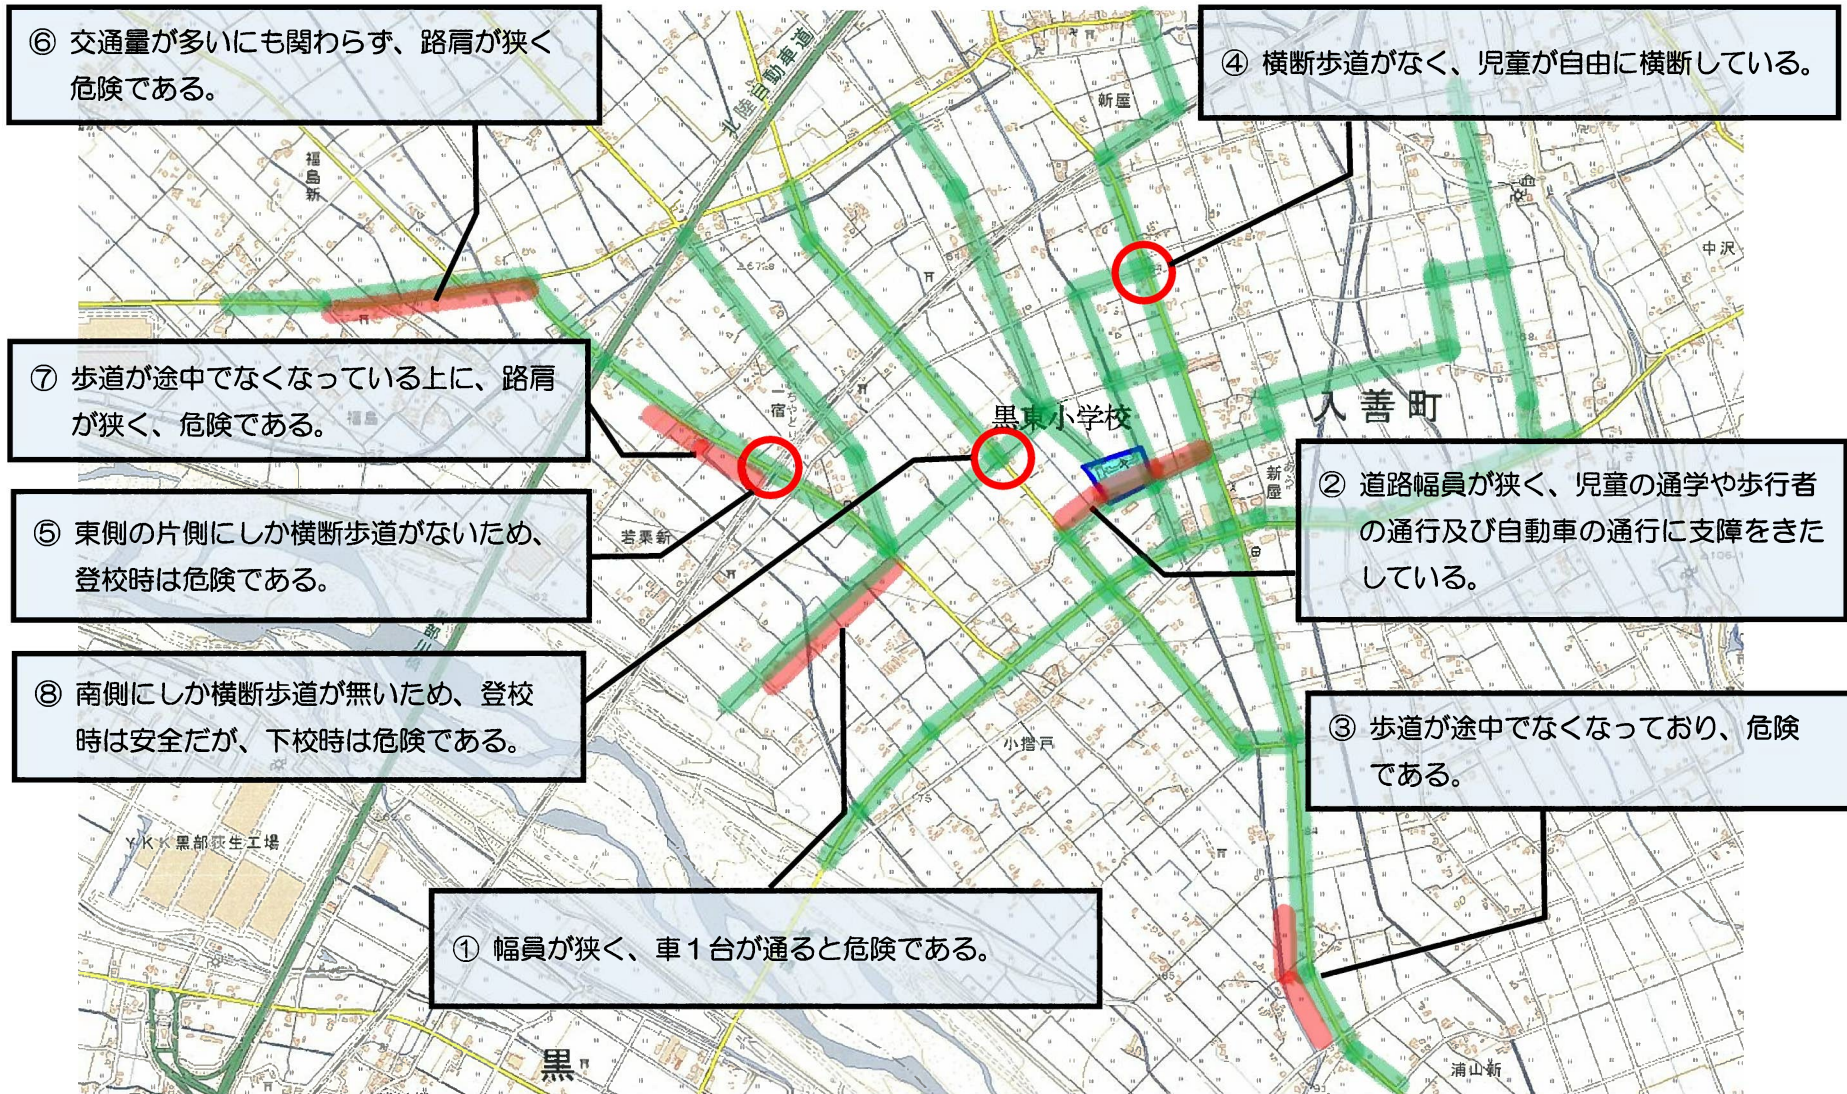 ⑥ 交通量が多いにも関わらず、路肩が狭く
危険である。
④ 横断歩道がなく、児童が自由に横断している。
北陸自動車道
新屋
福島新
中沢
⑦ 歩道が途中でなくなっている上に、路肩
が狭く、危険である。
福島
一宿
黒東小学校
入善町
⑤ 東側の片側にしか横断歩道がないため、
登校時は危険である。
若栗新
新屋
② 道路幅員が狭く、児童の通学や歩行者
の通行及び自動車の通行に支障をきた
している。
⑧ 南側にしか横断歩道が無いため、登校
時は安全だが、下校時は危険である。
小摺戸
③ 歩道が途中でなくなっており、危険
である。
YKK黒部荻生工場
① 幅員が狭く、車１台が通ると危険である。
黒
浦山新